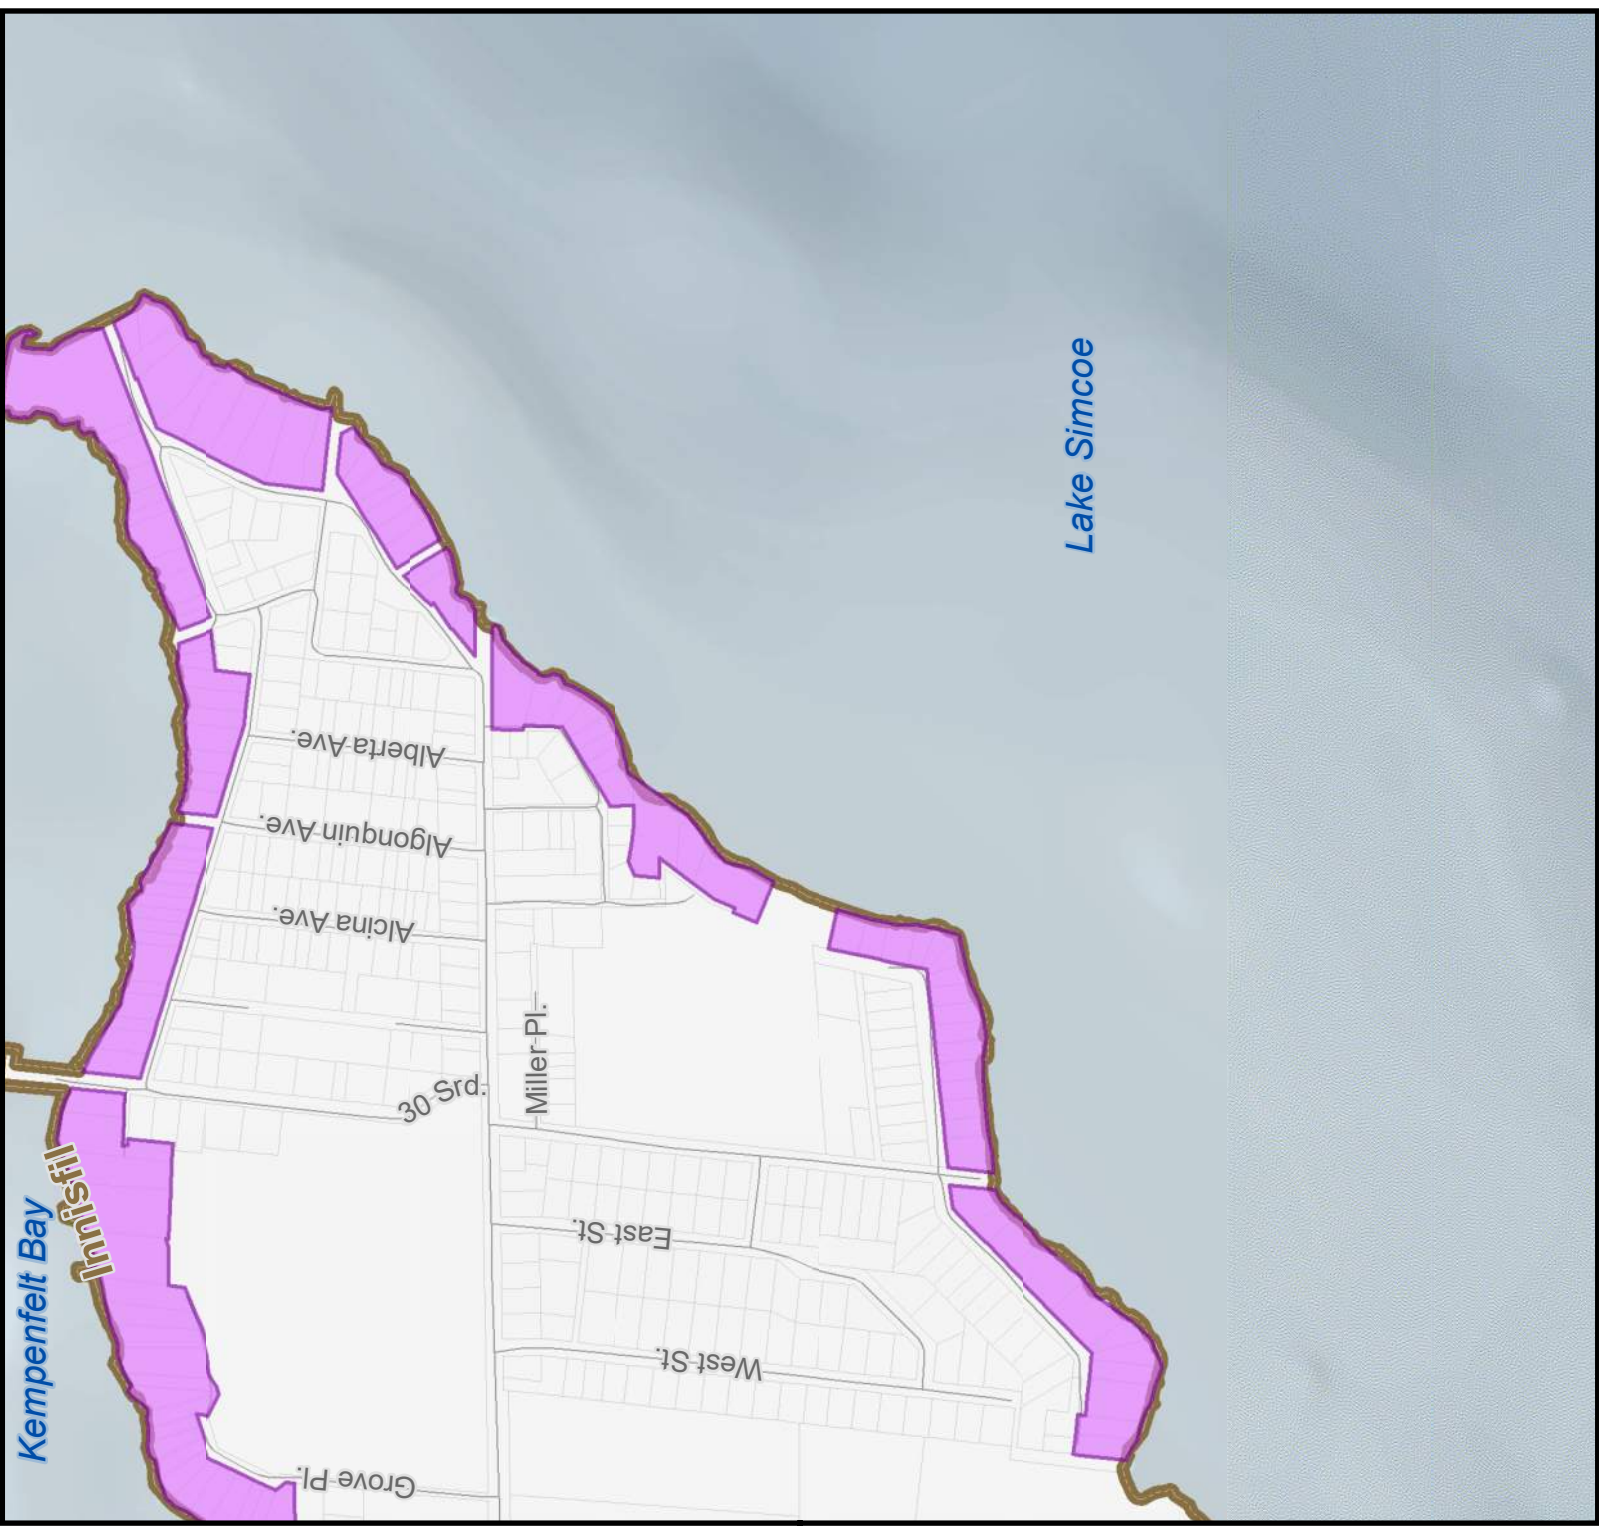 Lake Simcoe
Alberta Ave.
Algonquin Ave.
Alcina Ave.
30 Srd.
Miller Pl.
Innisfil
Kempenfelt Bay
East St.
West St.
Grove Pl.